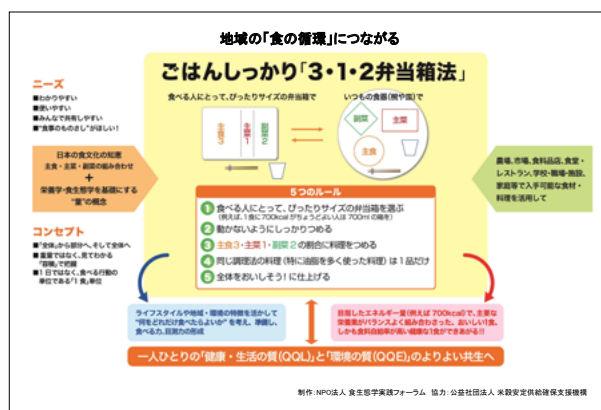 地域の「食の循環」につながる
ごはんしっかり「3・1・2弁当箱法」
食べる人にとって、ぴったりサイズの弁当箱で
いつもの食器(椀や皿)で
主食3
主菜1
副菜2
副菜
主菜
主食
ニーズ
■わかりやすい
■使いやすい
■みんなで共有しやすい
■"食事のものさし"がほしい!
日本の食文化の知恵
主食・主菜・副菜の組み合わせ
+
栄養学・食生態学を基礎にする
"量"の概念
コンセプト
■「全体」から部分へ、そして全体へ
■重量ではなく、見てわかる
「容積」で把握
■1日ではなく、食べる行動の
単位である「1食」単位
農場、市場、食料品店、食堂・
レストラン、学校・職場・施設、
家庭等で入手可能な食材・
料理を活用して
5つのルール
1 食べる人にとって、ぴったりサイズの弁当箱を選ぶ
(例えば、1食に700kcalがちょうどよい人は700mlの箱を)
2 動かないようにしっかりつめる
3 主食3・主菜1・副菜2の割合に料理をつめる
4 同じ調理法の料理(特に油脂を多く使った料理)は1品だけ
5 全体をおいしそう!に仕上げる
ライフスタイルや地域・環境の特徴を活かして
"何をどれだけ食べたらよいか"を考え、準備し、
食べる力、目測力の形成
目指したエネルギー量(例えば700kcal)で、主要な
栄養素がバランスよく組み合わさった、おいしい1食、
しかも食料自給率が高い健康な1食ができあがる!!
一人ひとりの「健康・生活の質(QOL)」と「環境の質(QOE)」のよりよい共生へ
制作:NPO法人 食生態学実践フォーラム 協力:公益社団法人 米穀安定供給確保支援機構